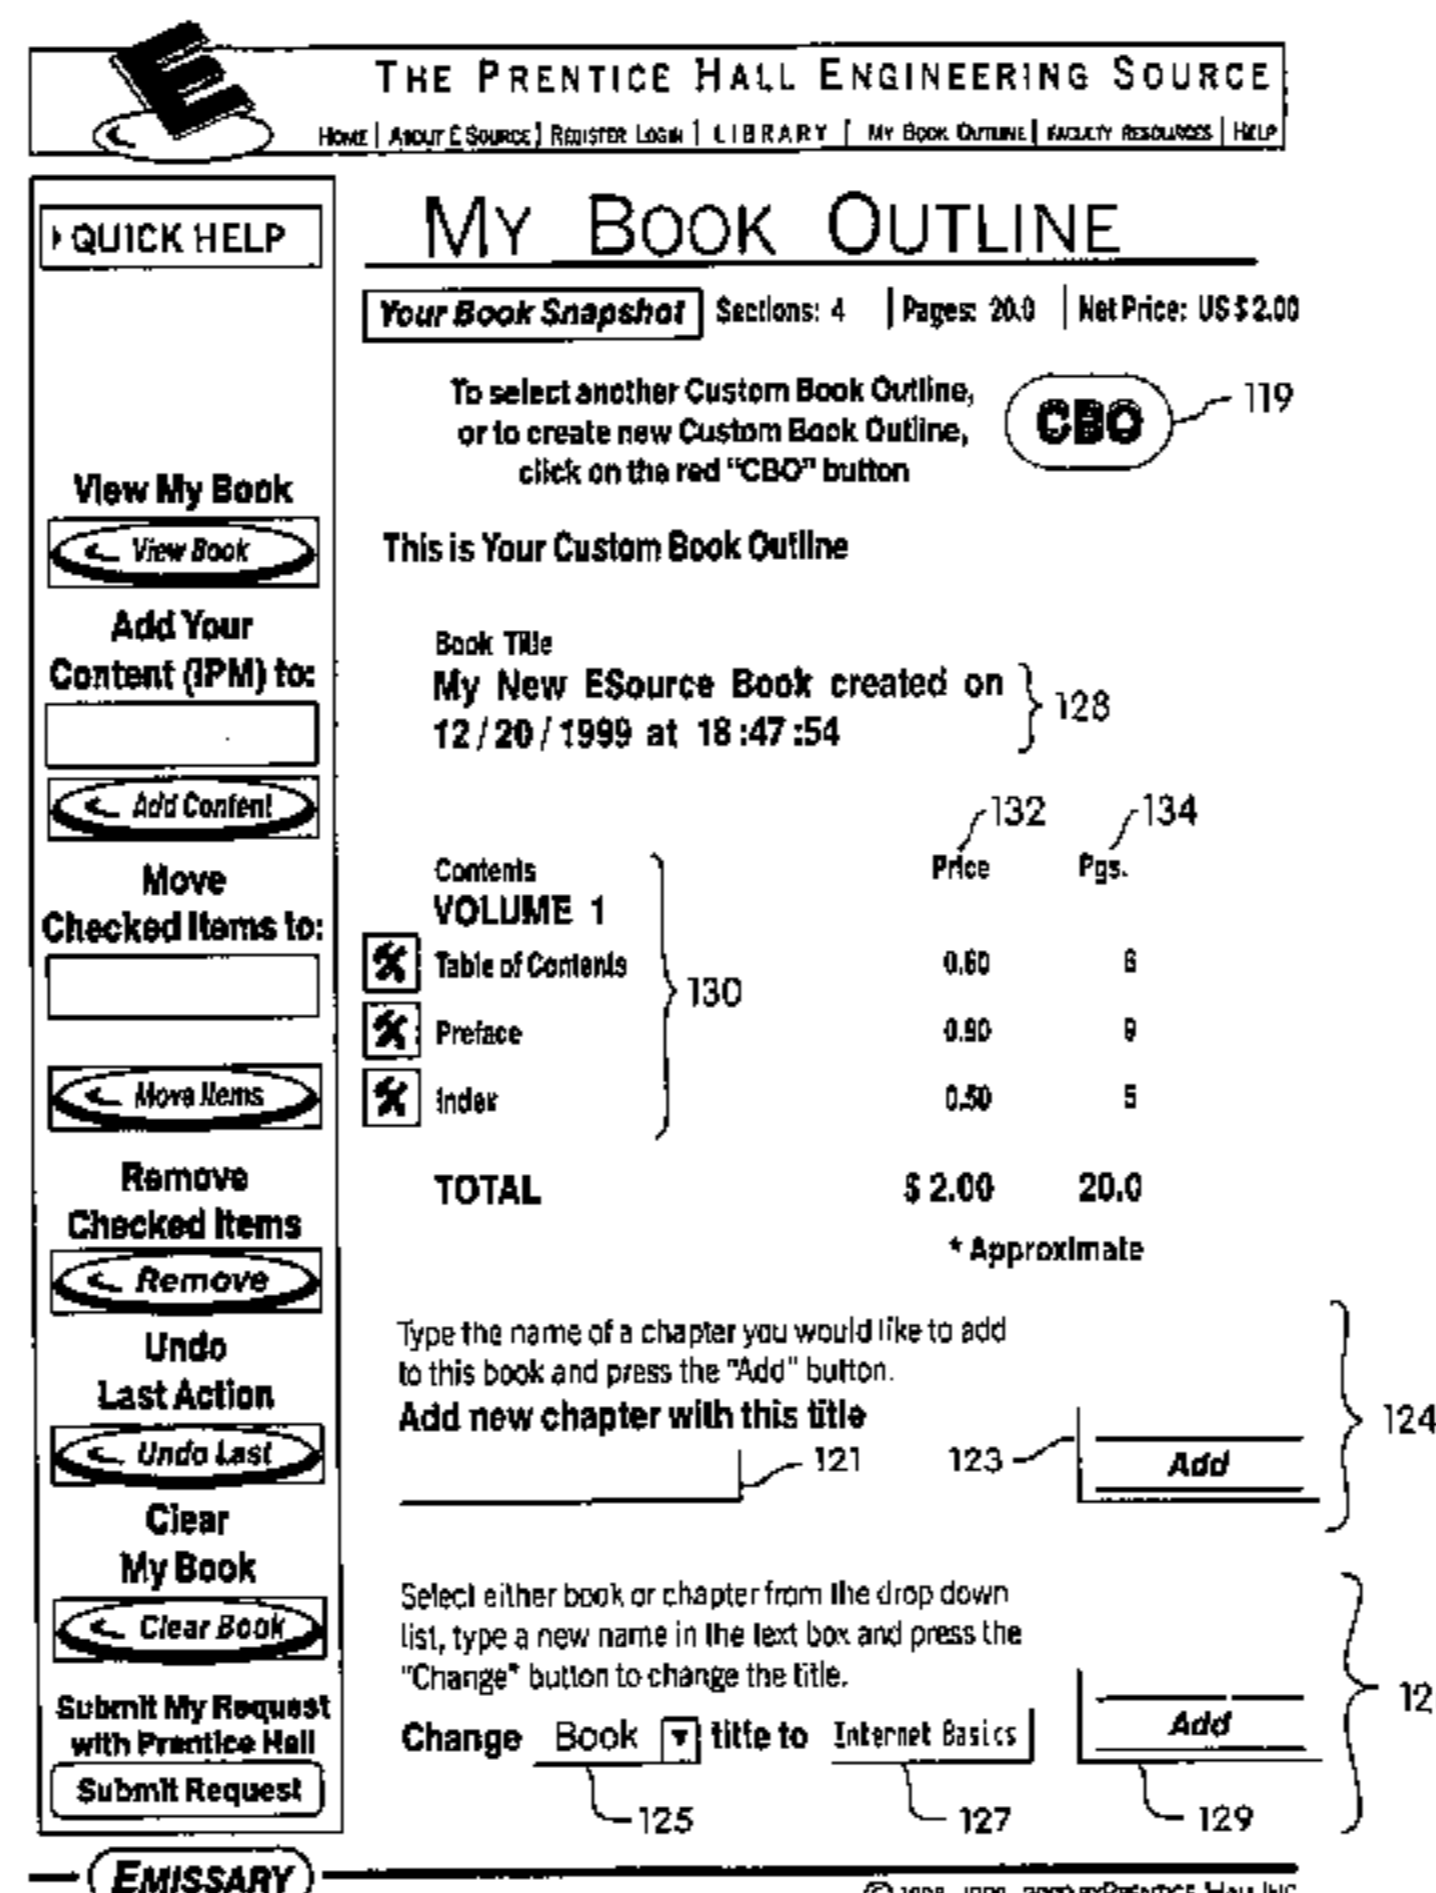 THE PRENTICE HALL ENGINEERING SOURCE
HOME | ABOUT E SOURCE | REGISTER LOGIN | LIBRARY | MY BOOK OUTLINE | FACULTY RESOURCES | HELP
QUICK HELP
MY BOOK OUTLINE
Your Book Snapshot Sections: 4 | Pages: 20.0 | Net Price: US $ 2.00
To select another Custom Book Outline,
or to create new Custom Book Outline,
click on the red "CBO" button
CBO
119
View My Book
View Book
This is Your Custom Book Outline
Add Your
Content (IPM) to:
Add Content
Book Title
My New ESource Book created on
12/20/1999 at 18:47:54
128
132
134
Contents
Price
Pgs.
VOLUME 1
Table of Contents 0.60 6
130
Preface 0.90 9
Index 0.50 5
TOTAL $ 2.00 20.0
* Approximate
Move
Checked Items to:
Move Items
Remove
Checked Items
Remove
Undo
Last Action
Undo Last
Clear
My Book
Clear Book
Submit My Request
with Prentice Hall
Submit Request
Type the name of a chapter you would like to add
to this book and press the "Add" button.
Add new chapter with this title
121
123
Add
124
Select either book or chapter from the drop down
list, type a new name in the text box and press the
"Change" button to change the title.
Change Book title to Internet Basics
Add
12
125
127
129
EMISSARY
PRENTICE HALL INC